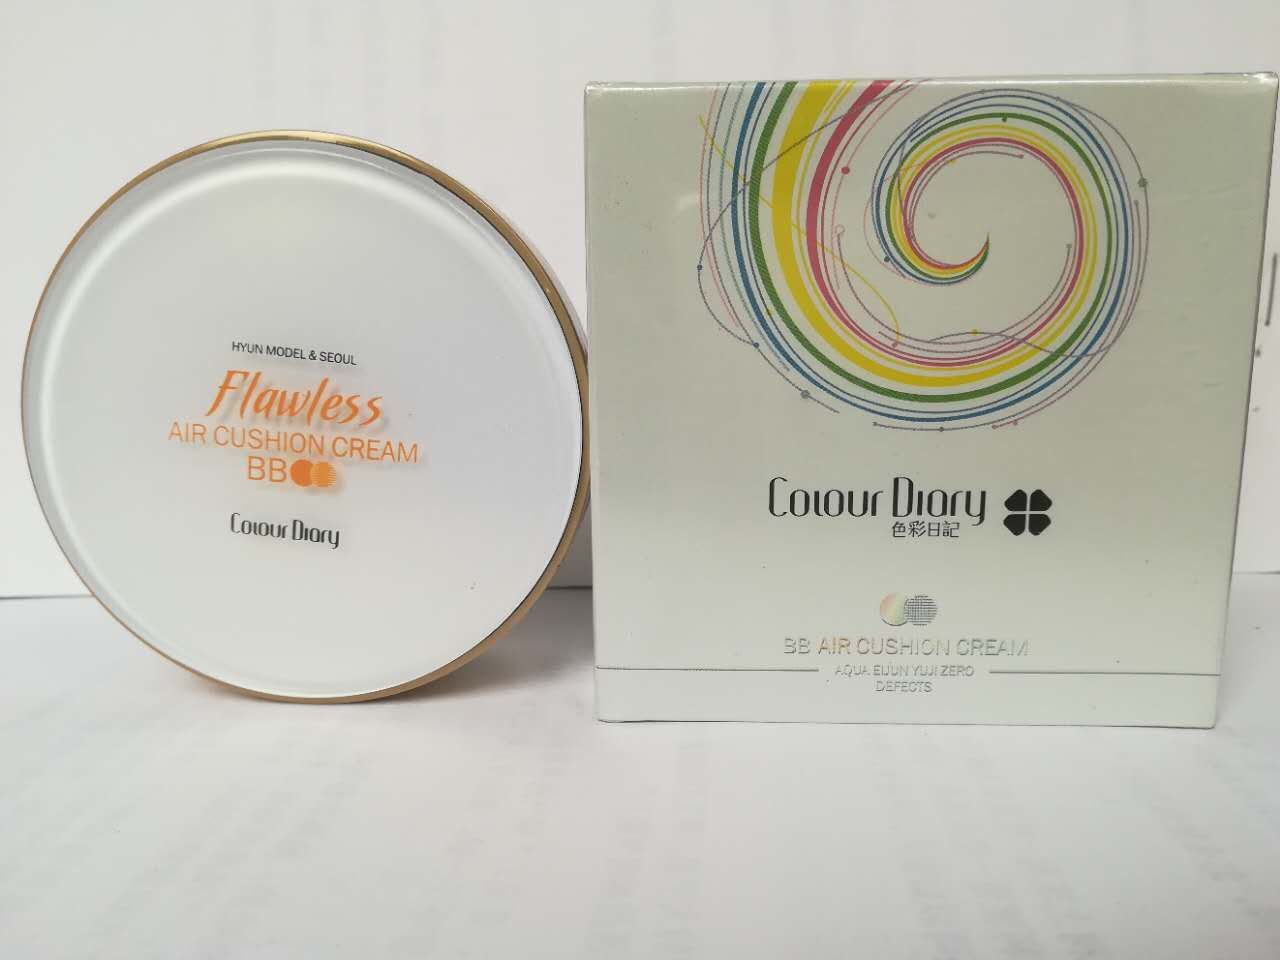 HYUN MODEL & SEOUL
Flawless
AIR CUSHION CREAM
BB
Colour Diary
Colour Diary
色彩日記
BB AIR CUSHION CREAM
AQUA EIJUN YUJI ZERO
DEFECTS